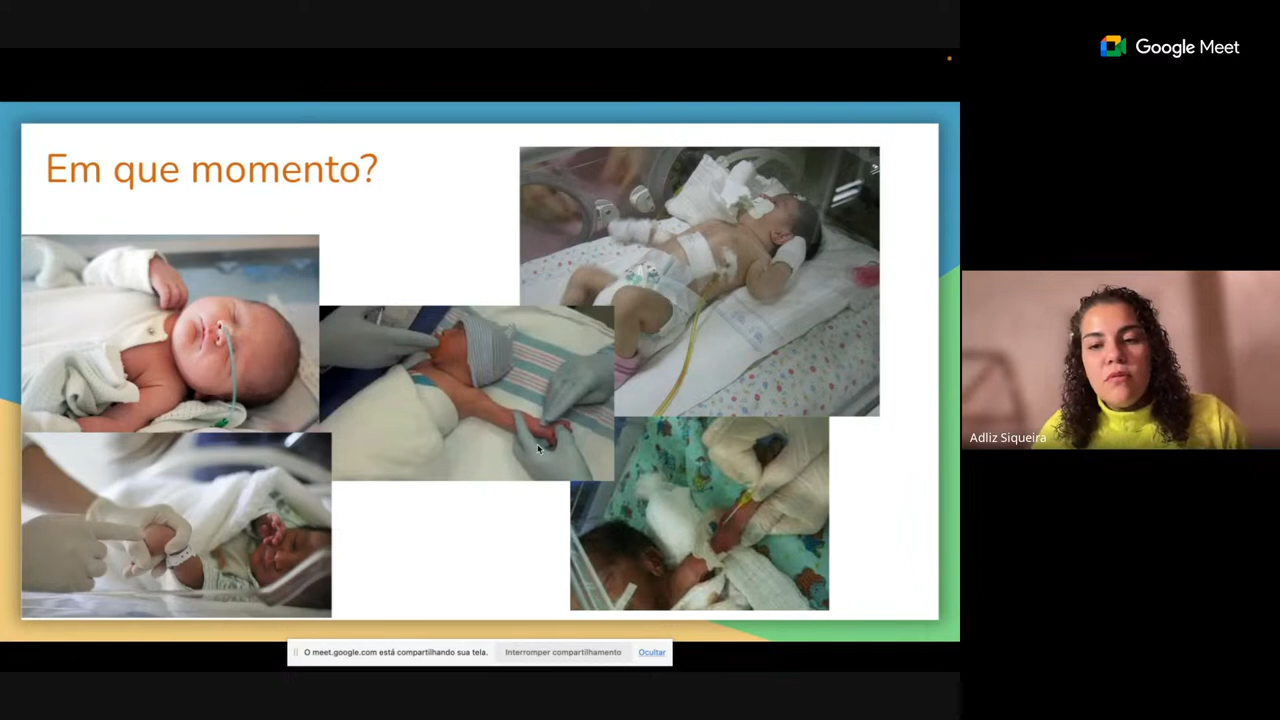 Google Meet
Em que momento?
Adliz Siqueira
O meet.google.com está compartilhando sua tela.
Interromper compartilhamento
Ocultar